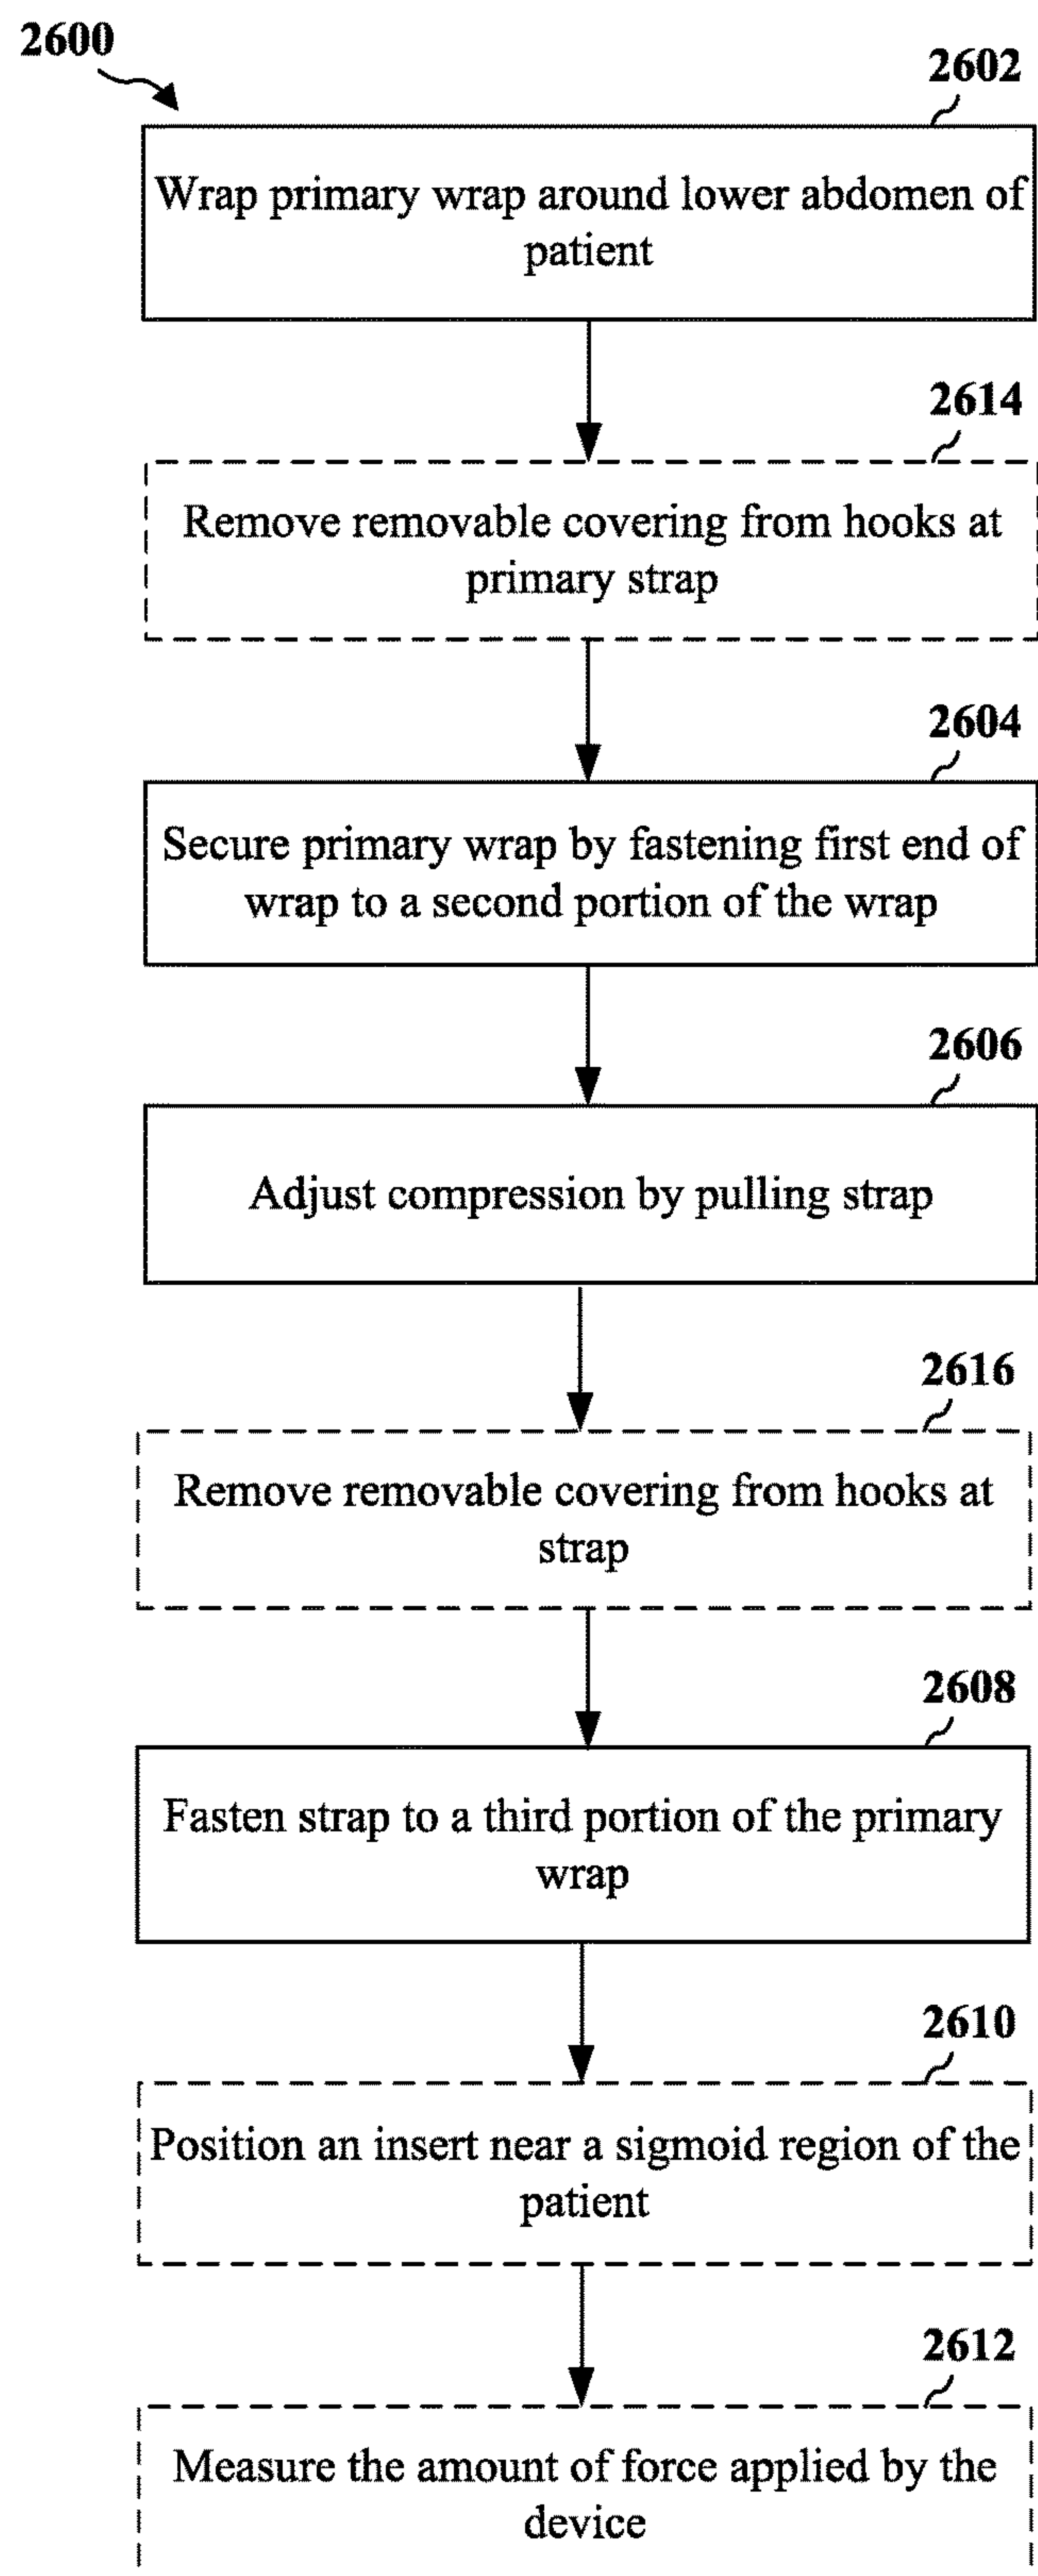 2600
2602
Wrap primary wrap around lower abdomen of
patient
2614
Remove removable covering from hooks at
primary strap
2604
Secure primary wrap by fastening first end of
wrap to a second portion of the wrap
2606
Adjust compression by pulling strap
2616
Remove removable covering from hooks at
strap
2608
Fasten strap to a third portion of the primary
wrap
2610
Position an insert near a sigmoid region of the
patient
2612
Measure the amount of force applied by the
device